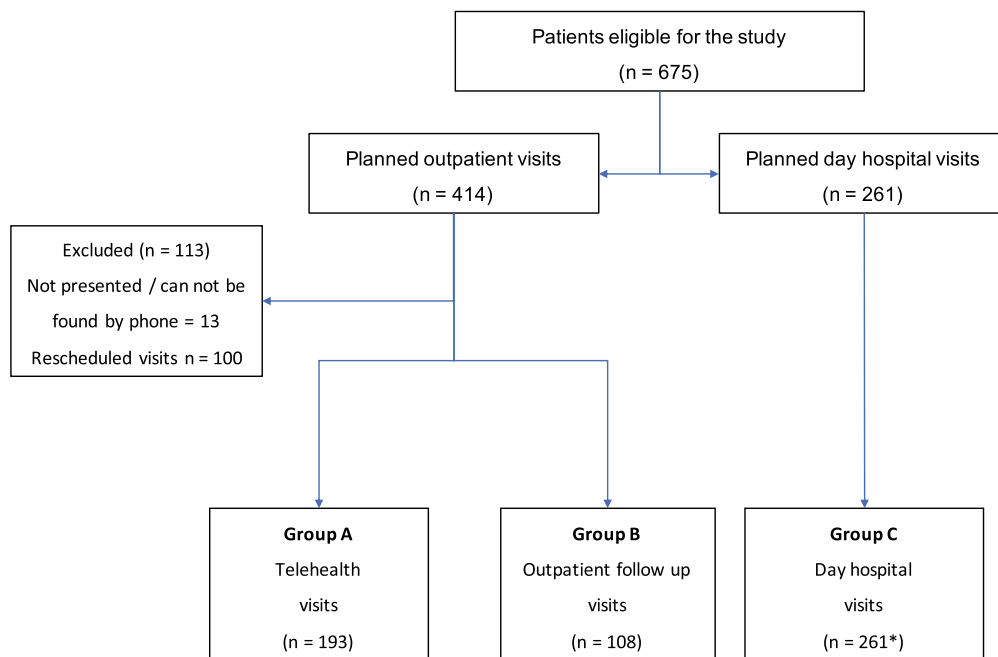 Patients eligible for the study
(n = 675)
Planned outpatient visits
(n = 414)
Planned day hospital visits
(n = 261)
Excluded (n = 113)
Not presented / can not be
found by phone = 13
Rescheduled visits n = 100
Group A
Telehealth
visits
(n = 193)
Group B
Outpatient follow up
visits
(n = 108)
Group C
Day hospital
visits
(n = 261*)